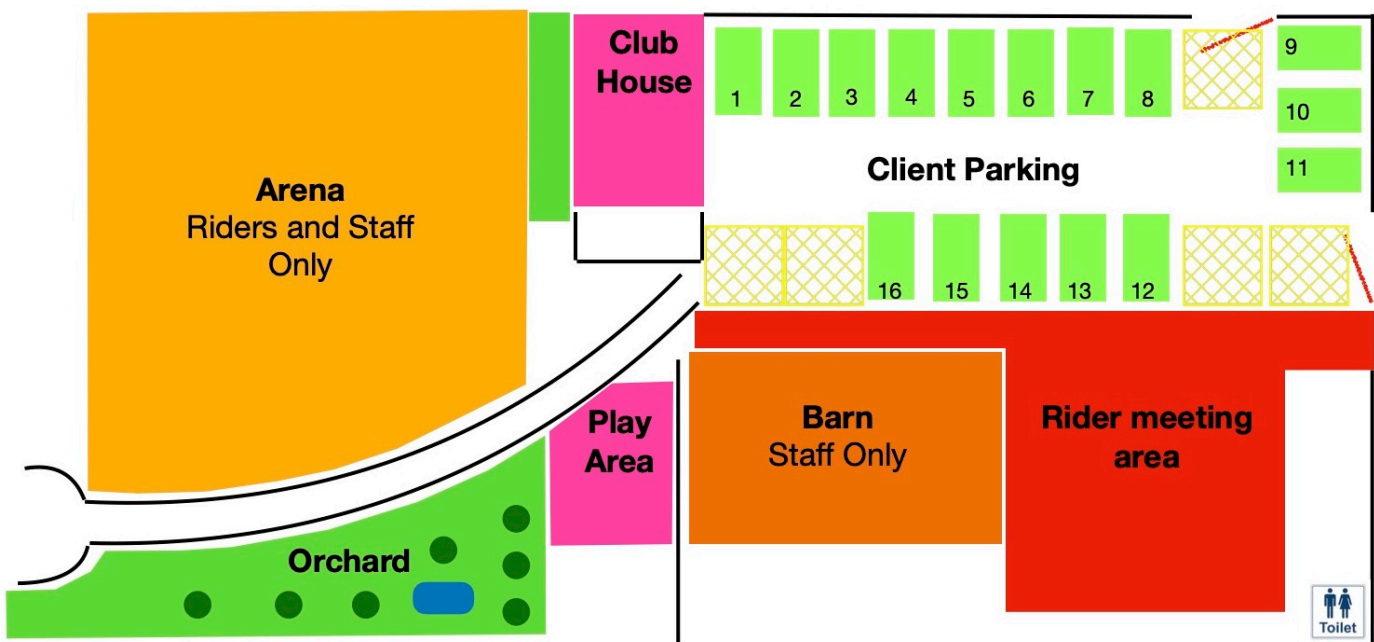 Club
House
1
2
3
4
5
6
7
8
9
10
11
Client Parking
Arena
Riders and Staff
Only
16
15
14
13
12
Play
Area
Barn
Staff Only
Rider meeting
area
Orchard
Toilet